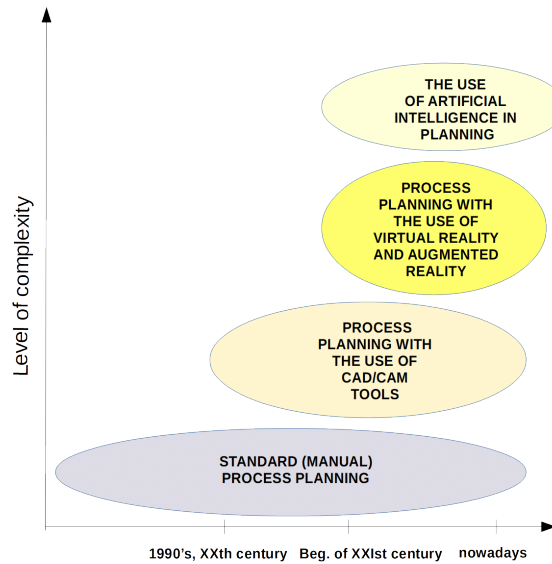 THE USE
OF ARTIFICIAL
INTELLIGENCE IN
PLANNING
PROCESS
PLANNING WITH
THE USE OF
VIRTUAL REALITY
AND AUGMENTED
REALITY
Level of complexity
PROCESS
PLANNING WITH
THE USE OF
CAD/CAM
TOOLS
STANDARD (MANUAL)
PROCESS PLANNING
1990's, XXth century Beg. of XXIst century nowadays